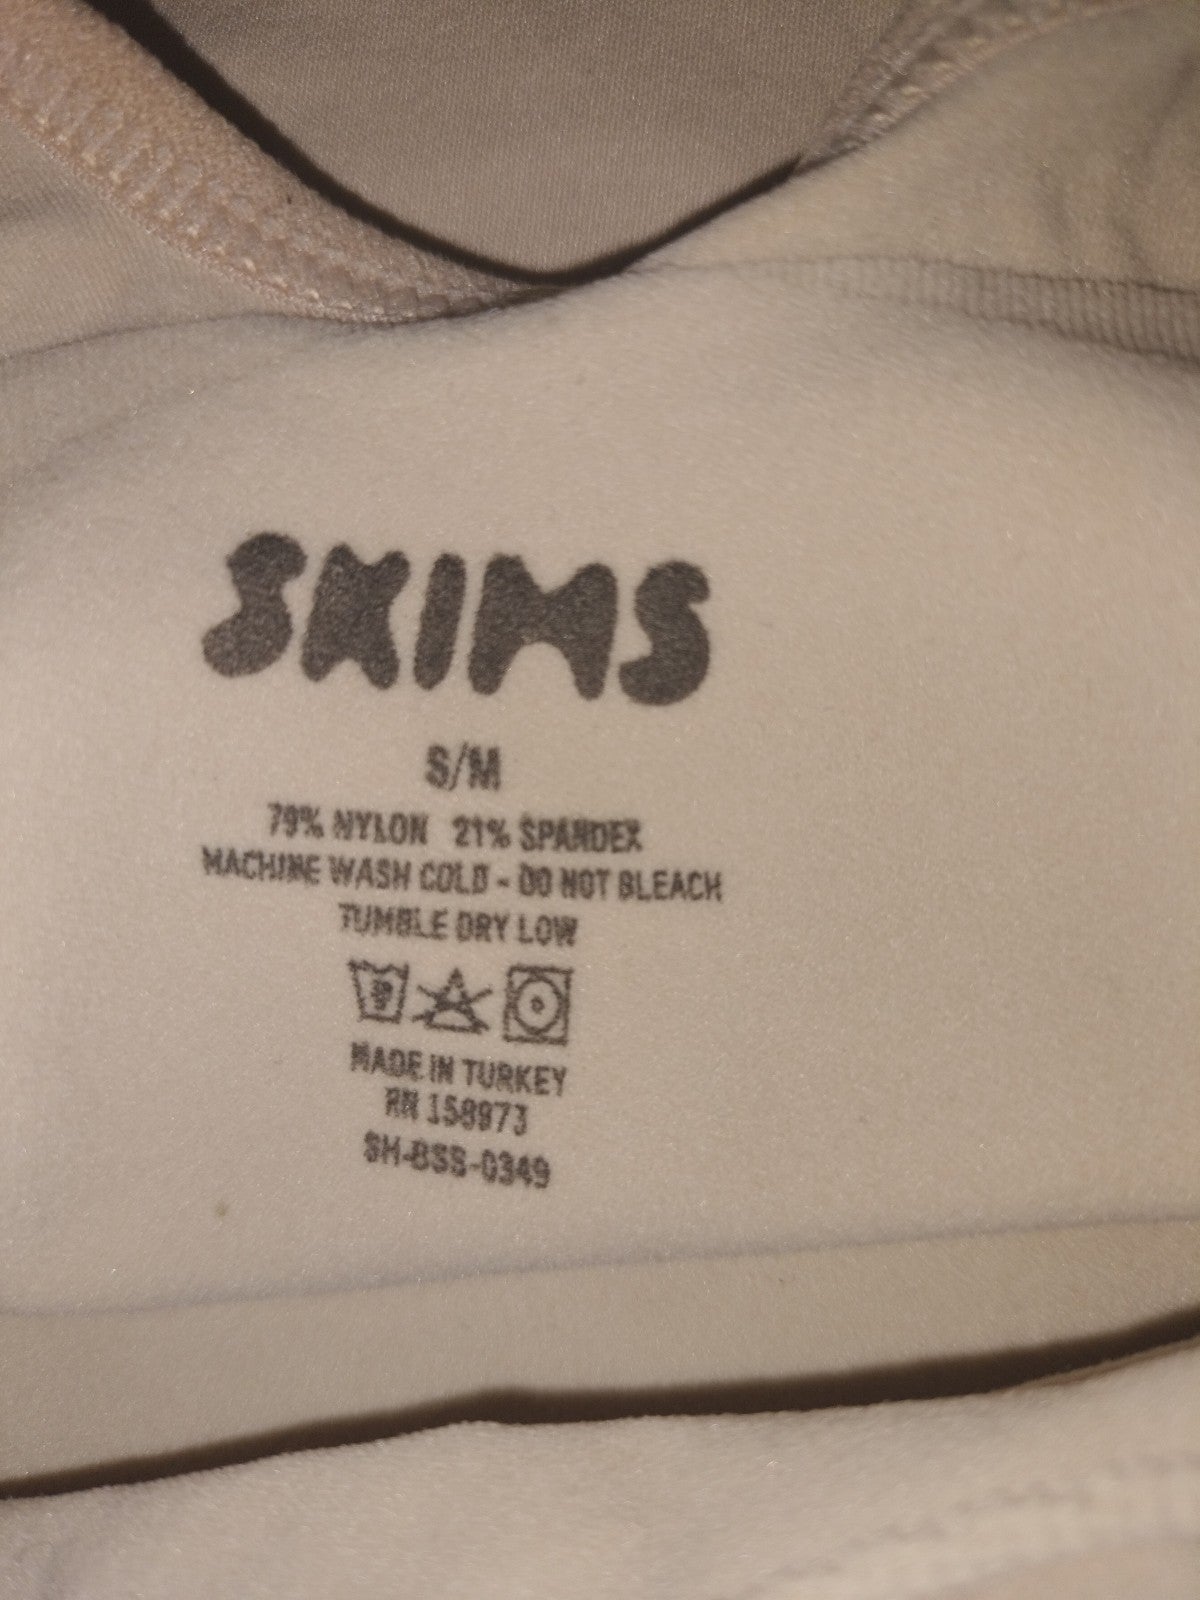 SKIMS
S/M
79% NYLON 21% SPANDEX
MACHINE WASH COLD - DO NOT BLEACH
TUMBLE DRY LOW
30
MADE IN TURKEY
RN 158973
SH-BSS-0349